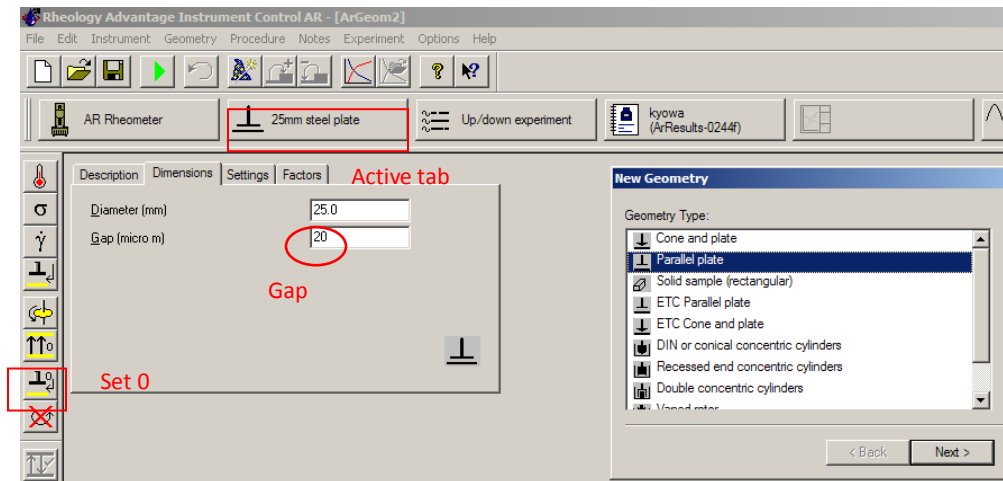 Rheology Advantage Instrument Control AR - [ArGeom2]
File Edit Instrument Geometry Procedure Notes Experiment Options Help
AR Rheometer
25mm steel plate
Up/down experiment
kyowa
(ArResults-0244f)
Description Dimensions Settings Factors
Active tab
Diameter (mm) 25.0
Gap (micro m) 20
Gap
Set 0
σ
γ̇
New Geometry
Geometry Type:
Cone and plate
Parallel plate
Solid sample (rectangular)
ETC Parallel plate
ETC Cone and plate
DIN or conical concentric cylinders
Recessed end concentric cylinders
Double concentric cylinders
Vaned rotor
< Back Next >